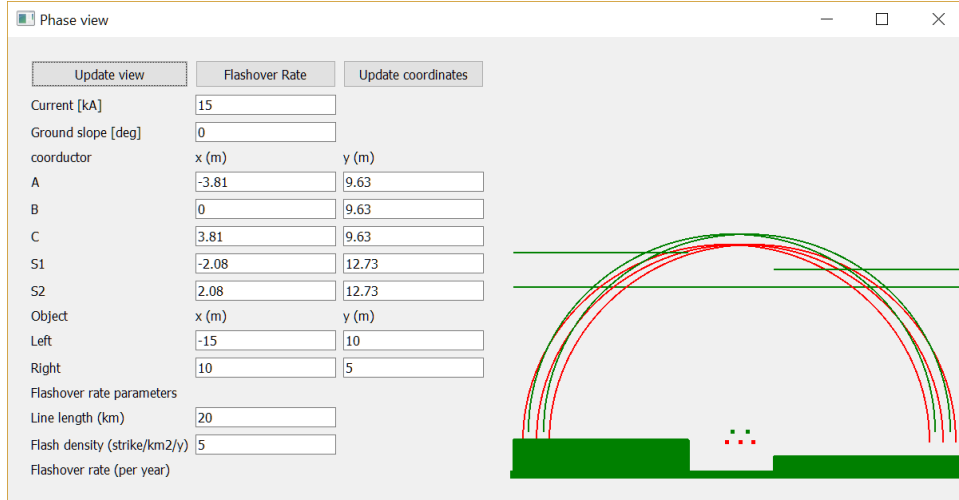 Phase view
Update view Flashover Rate Update coordinates
Current [kA] 15
Ground slope [deg] 0
coorductor x (m) y (m)
A -3.81 9.63
B 0 9.63
C 3.81 9.63
S1 -2.08 12.73
S2 2.08 12.73
Object x (m) y (m)
Left -15 10
Right 10 5
Flashover rate parameters
Line length (km) 20
Flash density (strike/km2/y) 5
Flashover rate (per year)